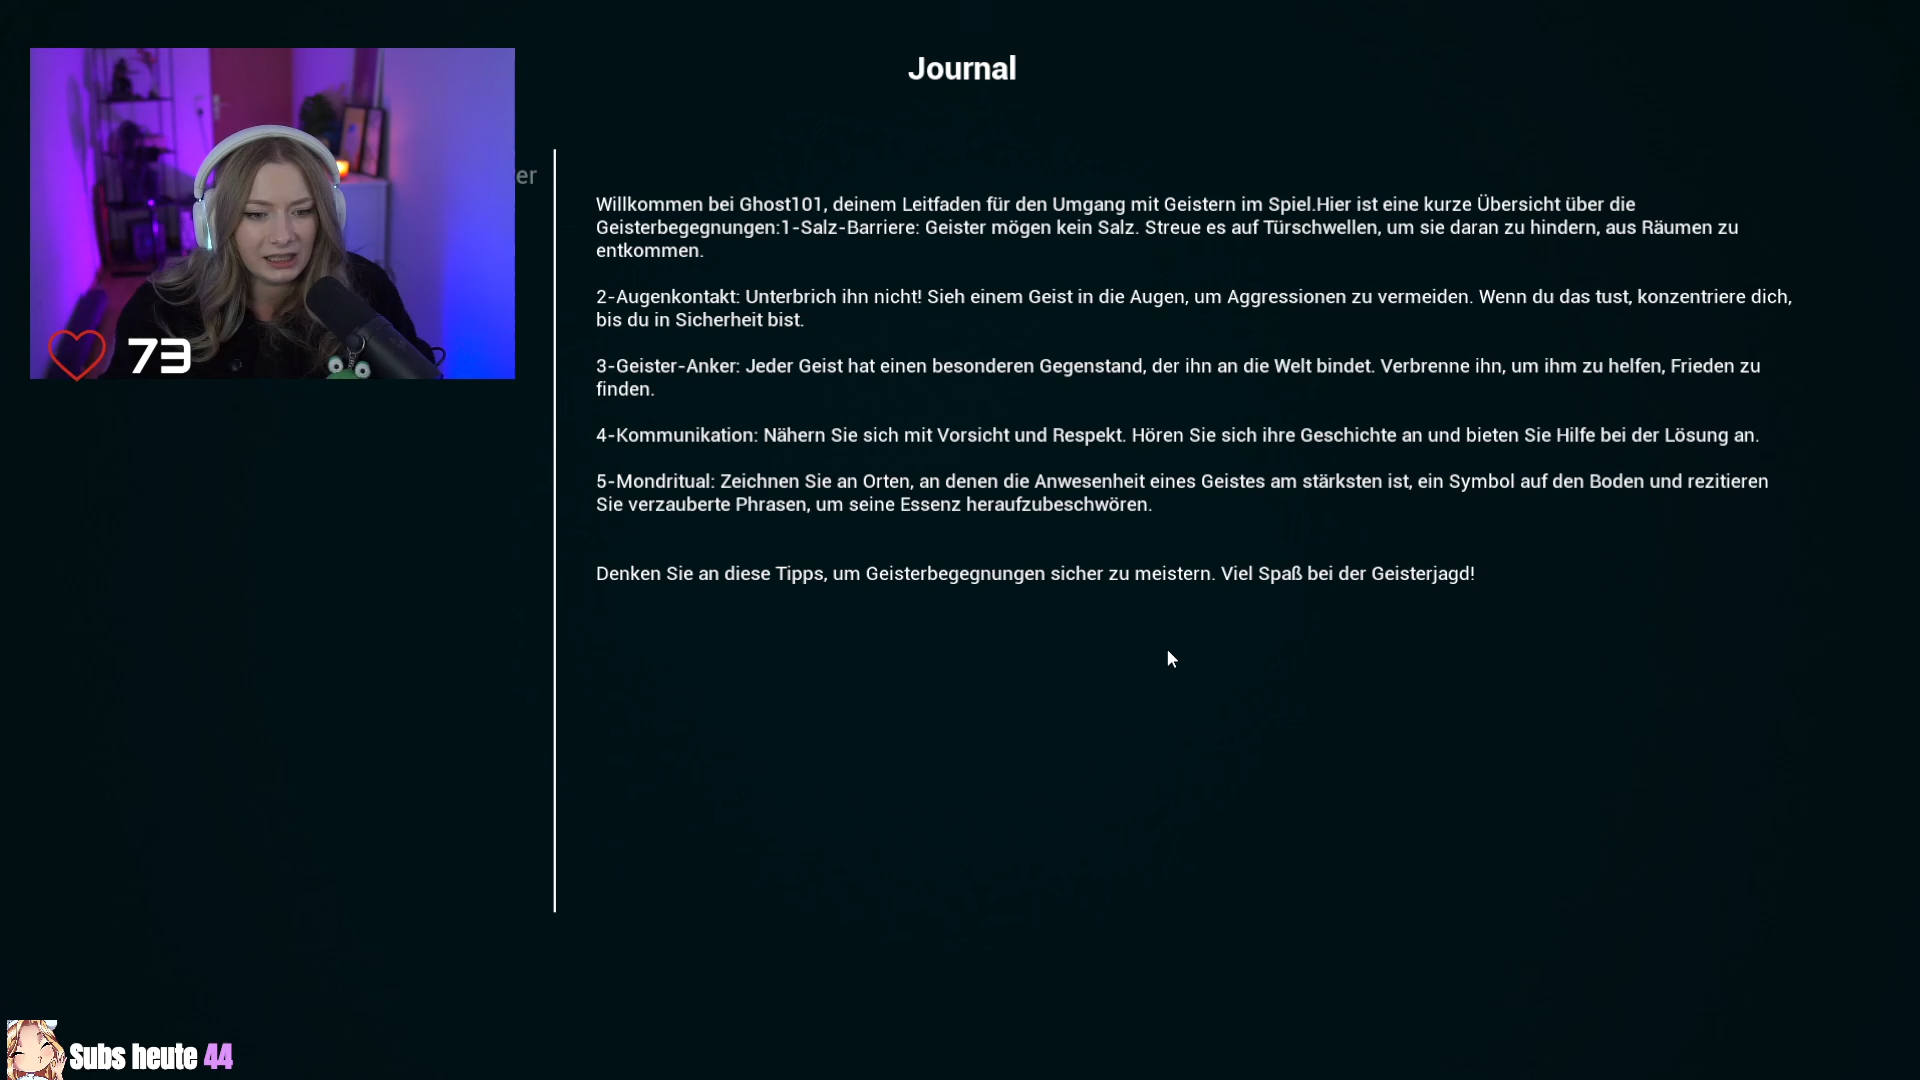 Journal
er
Willkommen bei Ghost101, deinem Leitfaden für den Umgang mit Geistern im Spiel.Hier ist eine kurze Übersicht über die
Geisterbegegnungen:1-Salz-Barriere: Geister mögen kein Salz. Streue es auf Türschwellen, um sie daran zu hindern, aus Räumen zu
entkommen.
2-Augenkontakt: Unterbrich ihn nicht! Sieh einem Geist in die Augen, um Aggressionen zu vermeiden. Wenn du das tust, konzentriere dich,
bis du in Sicherheit bist.
3-Geister-Anker: Jeder Geist hat einen besonderen Gegenstand, der ihn an die Welt bindet. Verbrenne ihn, um ihm zu helfen, Frieden zu
finden.
4-Kommunikation: Nähern Sie sich mit Vorsicht und Respekt. Hören Sie sich ihre Geschichte an und bieten Sie Hilfe bei der Lösung an.
5-Mondritual: Zeichnen Sie an Orten, an denen die Anwesenheit eines Geistes am stärksten ist, ein Symbol auf den Boden und rezitieren
Sie verzauberte Phrasen, um seine Essenz heraufzubeschwören.
Denken Sie an diese Tipps, um Geisterbegegnungen sicher zu meistern. Viel Spaß bei der Geisterjagd!
73
Subs heute 44